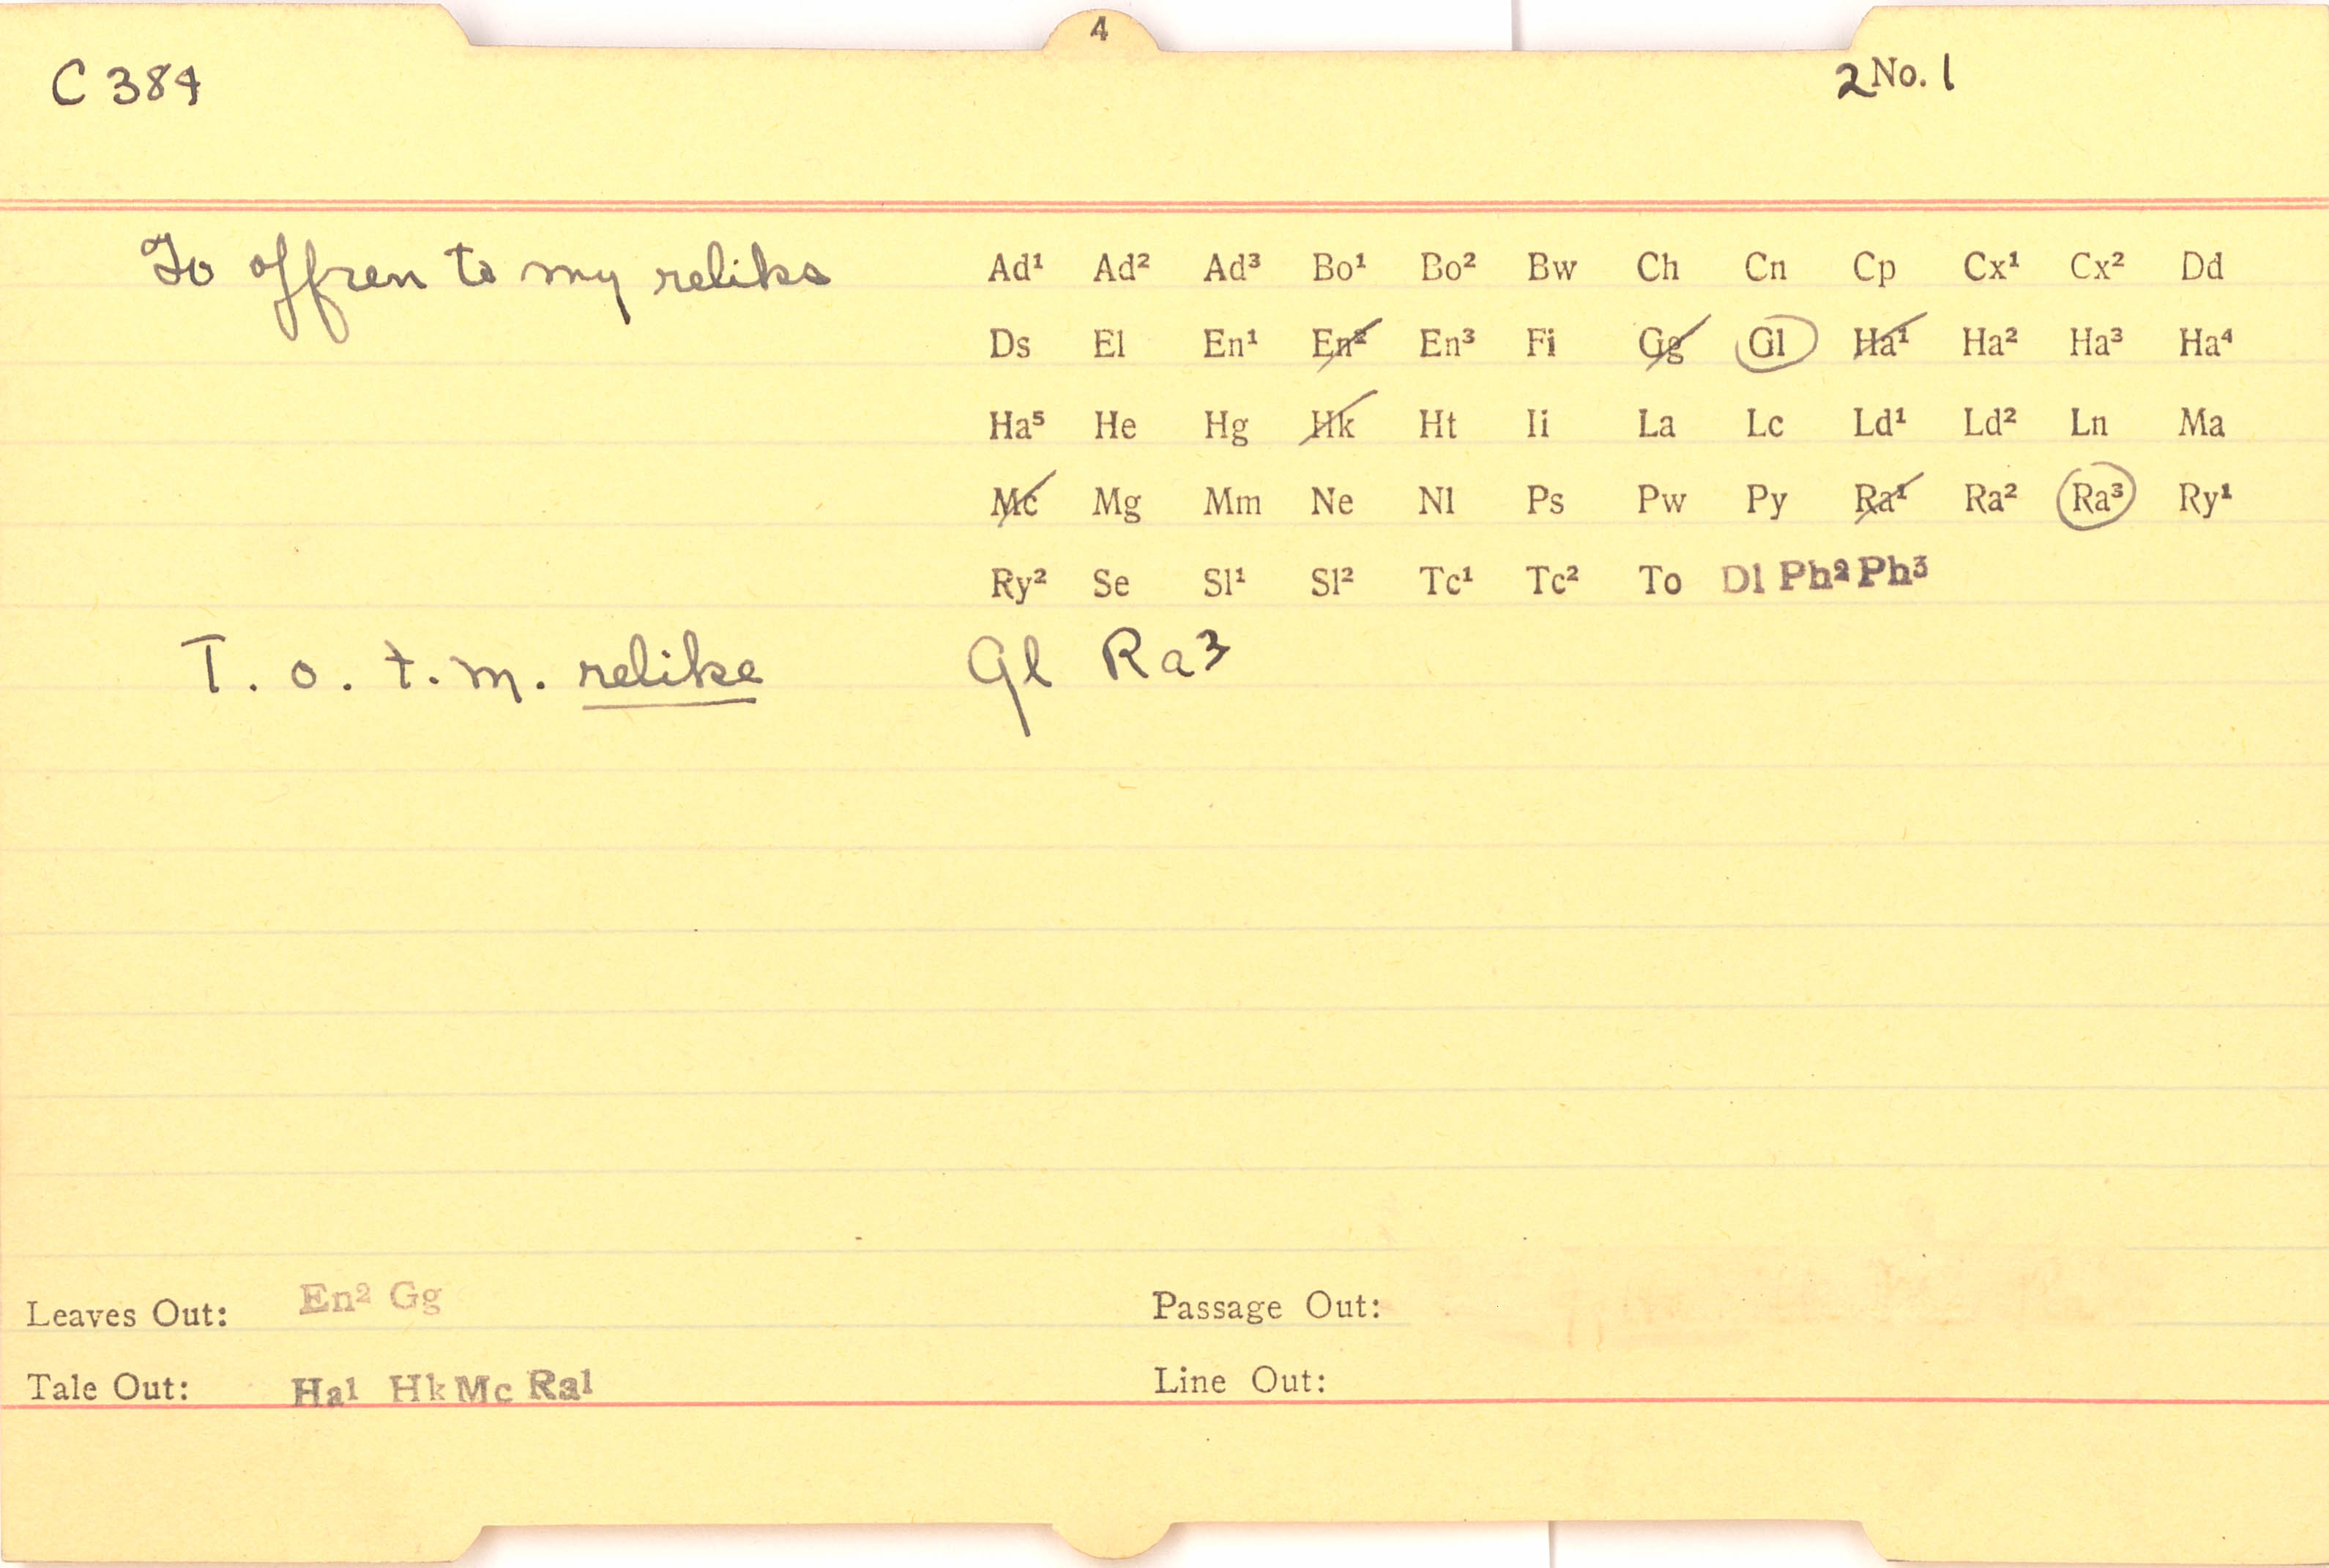 4
C 384
2 No. 1
To offren to my reliks
Ad¹ Ad² Ad³ Bo¹ Bo² Bw Ch Cn Cp Cx¹ Cx² Dd
Ds El En¹ En² En³ Fi Gg Gl Ha¹ Ha² Ha³ Ha⁴
Ha⁵ He Hg Hk Ht Ii La Lc Ld¹ Ld² Ln Ma
Mc Mg Mm Ne Nl Ps Pw Py Ra¹ Ra² Ra³ Ry¹
Ry² Se Sl¹ Sl² Tc¹ Tc² To Dl Ph² Ph³
T. o. t. m. relike Gl Ra³
Leaves Out: En² Gg
Passage Out:
Tale Out: Ha¹ Hk Mc Ra¹
Line Out: